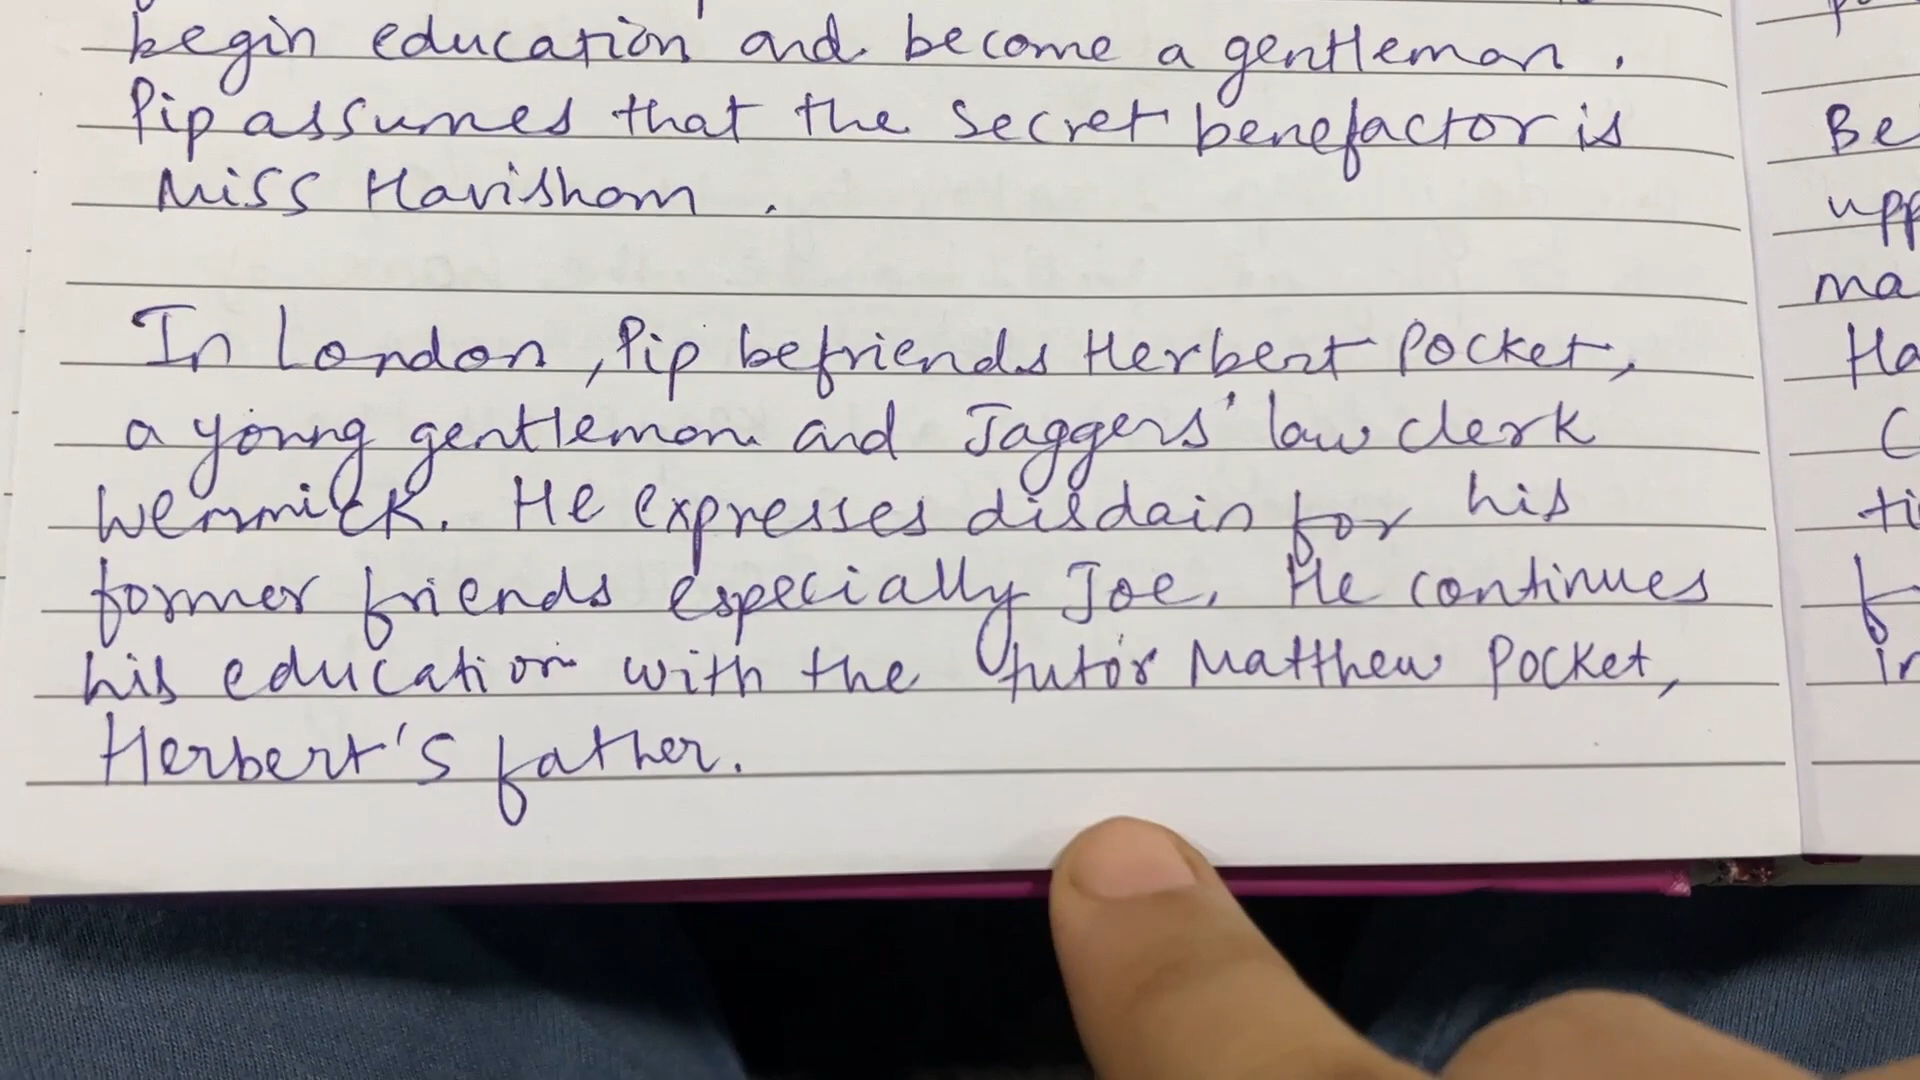 begin education and become a gentleman.
Pip assumes that the secret benefactor is
Miss Havisham.
In London, Pip befriends Herbert Pocket,
a young gentleman and Jaggers' law clerk
Wemmick. He expresses disdain for his
former friends especially Joe. He continues
his education with the tutor Matthew Pocket,
Herbert's father.
Be
upp
ma
Ha
C
ti
f
in